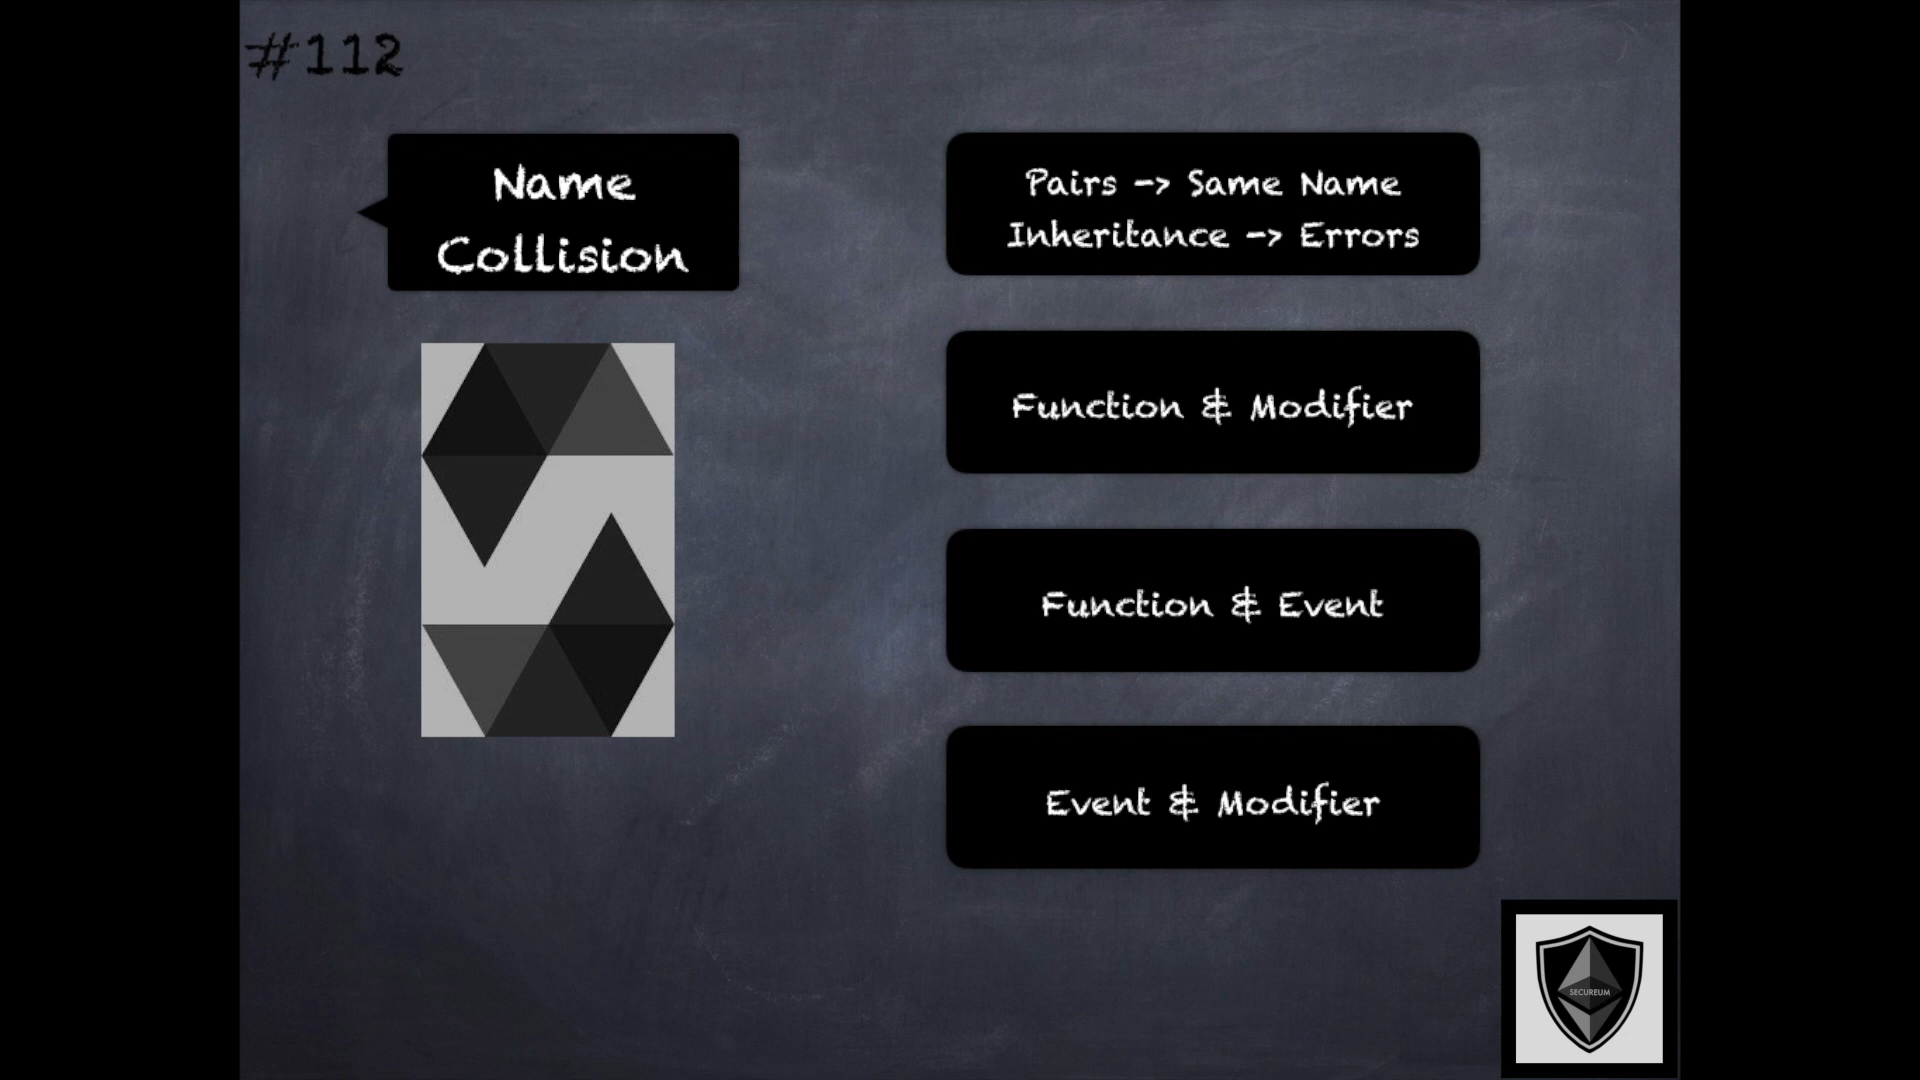 #112
Name
Collision
Pairs -> Same Name
Inheritance -> Errors
Function & Modifier
Function & Event
Event & Modifier
SECUREUM